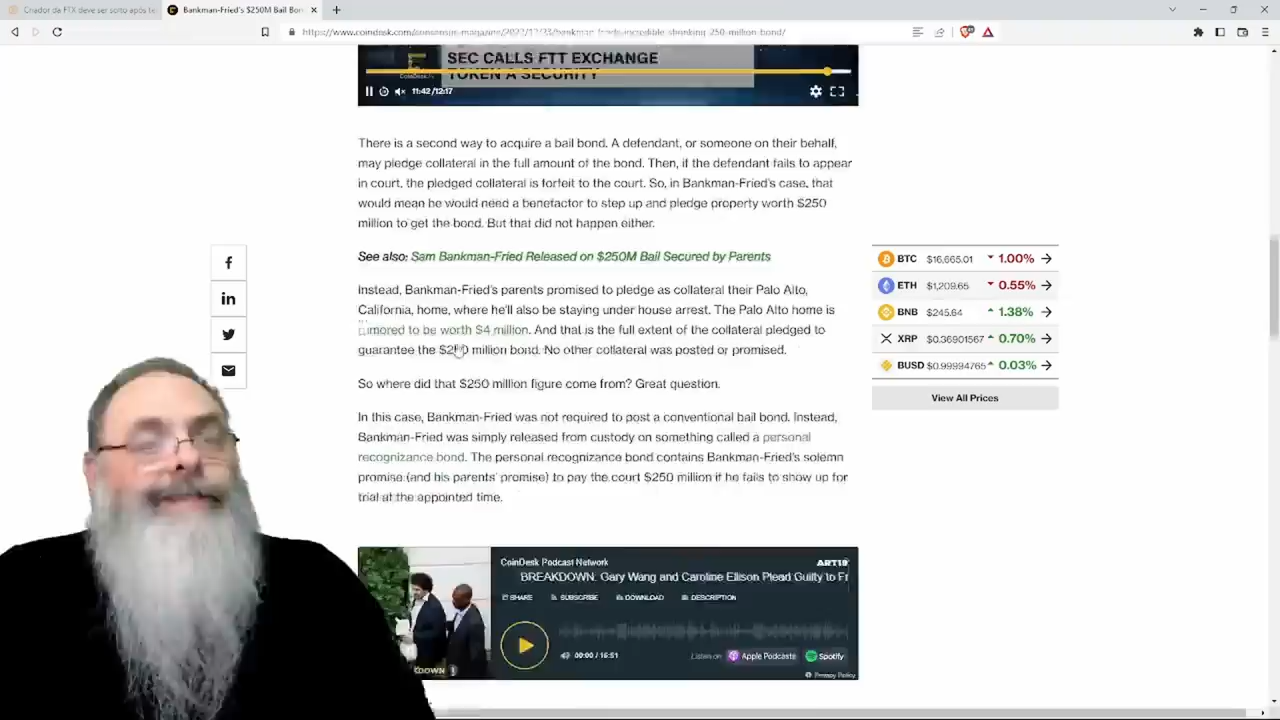 Criador da FTX deve ser solto após te
Bankman-Fried's $250M Bail Bon
SEC CALLS FTT EXCHANGE
TOKEN A SECURITY
11:42/12:17
There is a second way to acquire a bail bond. A defendant, or someone on their behalf,
may pledge collateral in the full amount of the bond. Then, if the defendant fails to appear
in court, the pledged collateral is forfeit to the court. So, in Bankman-Fried's case, that
would mean he would need a benefactor to step up and pledge property worth $250
million to get the bond. But that did not happen either.
See also: Sam Bankman-Fried Released on $250M Bail Secured by Parents
Instead, Bankman-Fried's parents promised to pledge as collateral their Palo Alto,
California, home, where he'll also be staying under house arrest. The Palo Alto home is
rumored to be worth $4 million. And that is the full extent of the collateral pledged to
guarantee the $250 million bond. No other collateral was posted or promised.
So where did that $250 million figure come from? Great question.
In this case, Bankman-Fried was not required to post a conventional bail bond. Instead,
Bankman-Fried was simply released from custody on something called a personal
recognizance bond. The personal recognizance bond contains Bankman-Fried's solemn
promise (and his parents' promise) to pay the court $250 million if he fails to show up for
trial at the appointed time.
BTC $16,665.01 1.00%
ETH $1,209.65 0.55%
BNB $245.64 1.38%
XRP $0.36901567 0.70%
BUSD $0.99994765 0.03%
View All Prices
CoinDesk Podcast Network
ART19
BREAKDOWN: Gary Wang and Caroline Ellison Plead Guilty to Fr
SHARE SUBSCRIBE DOWNLOAD DESCRIPTION
00:00 / 16:51
Listen on Apple Podcasts Spotify
Privacy Policy